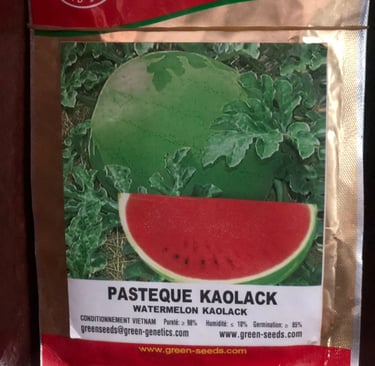 PASTEQUE KAOLACK
WATERMELON KAOLACK
CONDITIONNEMENT VIETNAM Pureté: ≥ 98% Humidité: ≤ 10% Germination: ≥ 85%
greenseeds@green-genetics.com www.green-seeds.com
www.green-seeds.com